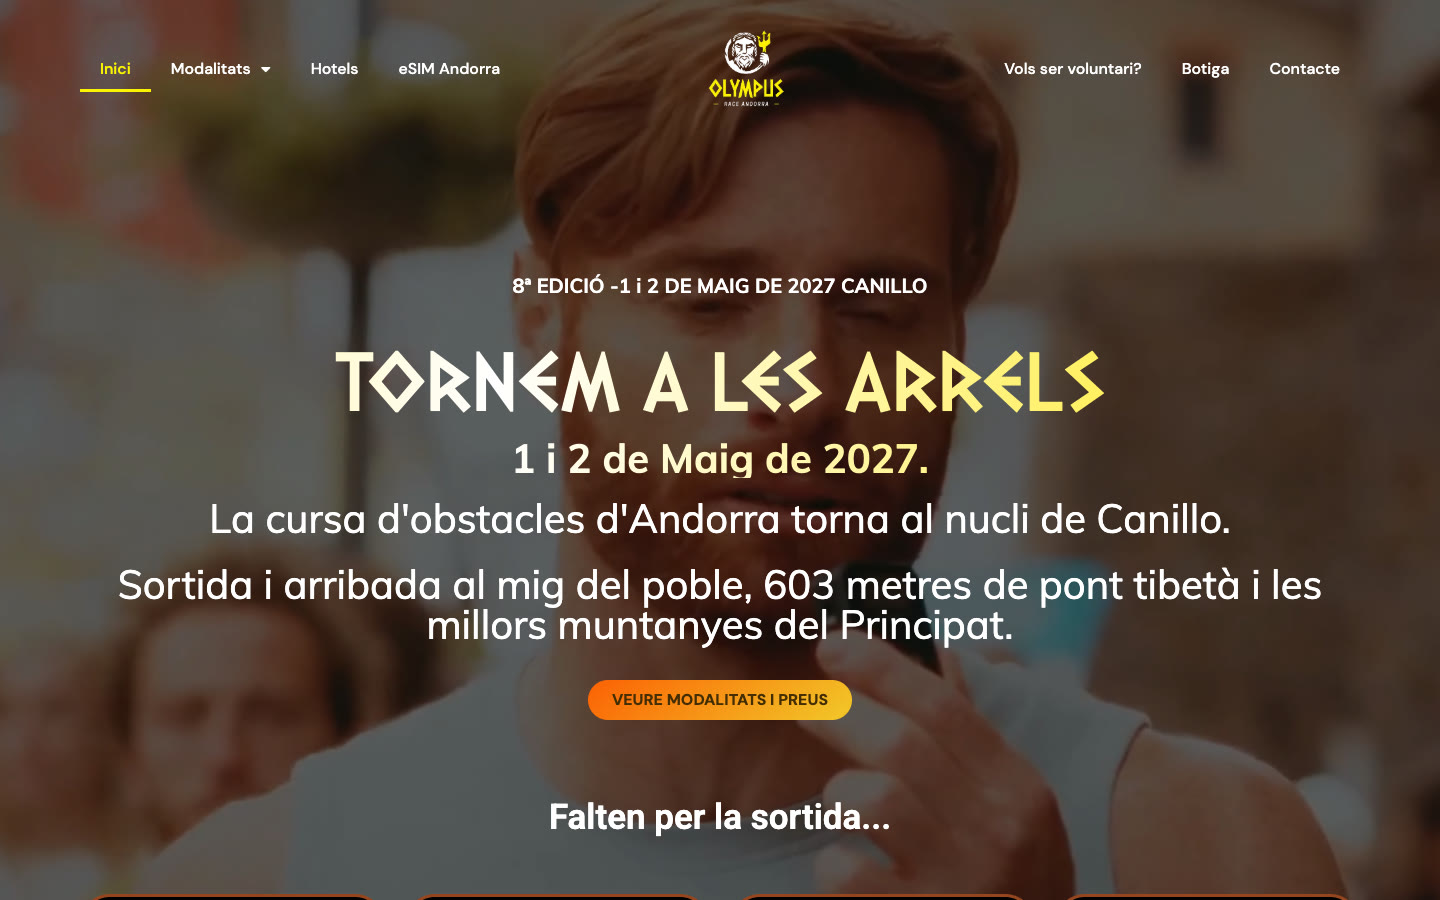 Inici
Modalitats
Hotels
eSIM Andorra
OLYMPUS
RACE ANDORRA
Vols ser voluntari?
Botiga
Contacte
8ª EDICIÓ -1 i 2 DE MAIG DE 2027 CANILLO
TORNEM A LES ARRELS
1 i 2 de Maig de 2027.
La cursa d'obstacles d'Andorra torna al nucli de Canillo.
Sortida i arribada al mig del poble, 603 metres de pont tibetà i les
millors muntanyes del Principat.
VEURE MODALITATS I PREUS
Falten per la sortida...